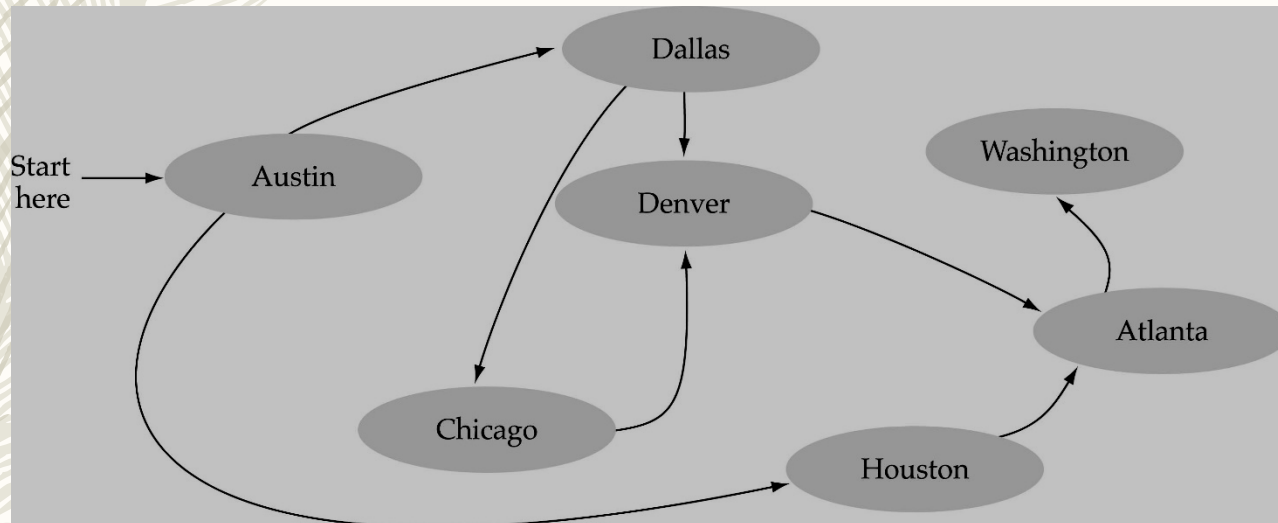 Dallas
Washington
Start
here
Austin
Denver
Atlanta
Chicago
Houston